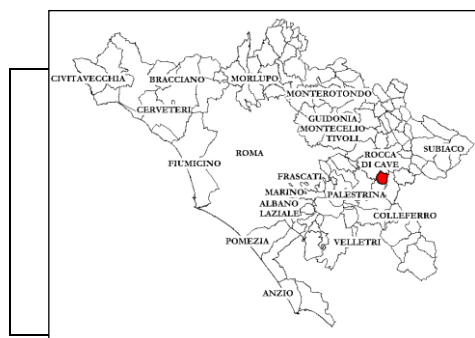 CIVITAVECCHIA
BRACCIANO
MORLUPO
MONTEROTONDO
CERVETERI
GUIDONIA
MONTECELIO
TIVOLI
SUBIACO
FIUMICINO
ROMA
ROCCA
DI CAVE
FRASCATI
MARINO
PALESTRINA
ALBANO
LAZIALE
COLLEFERRO
POMEZIA
VELLETRI
ANZIO